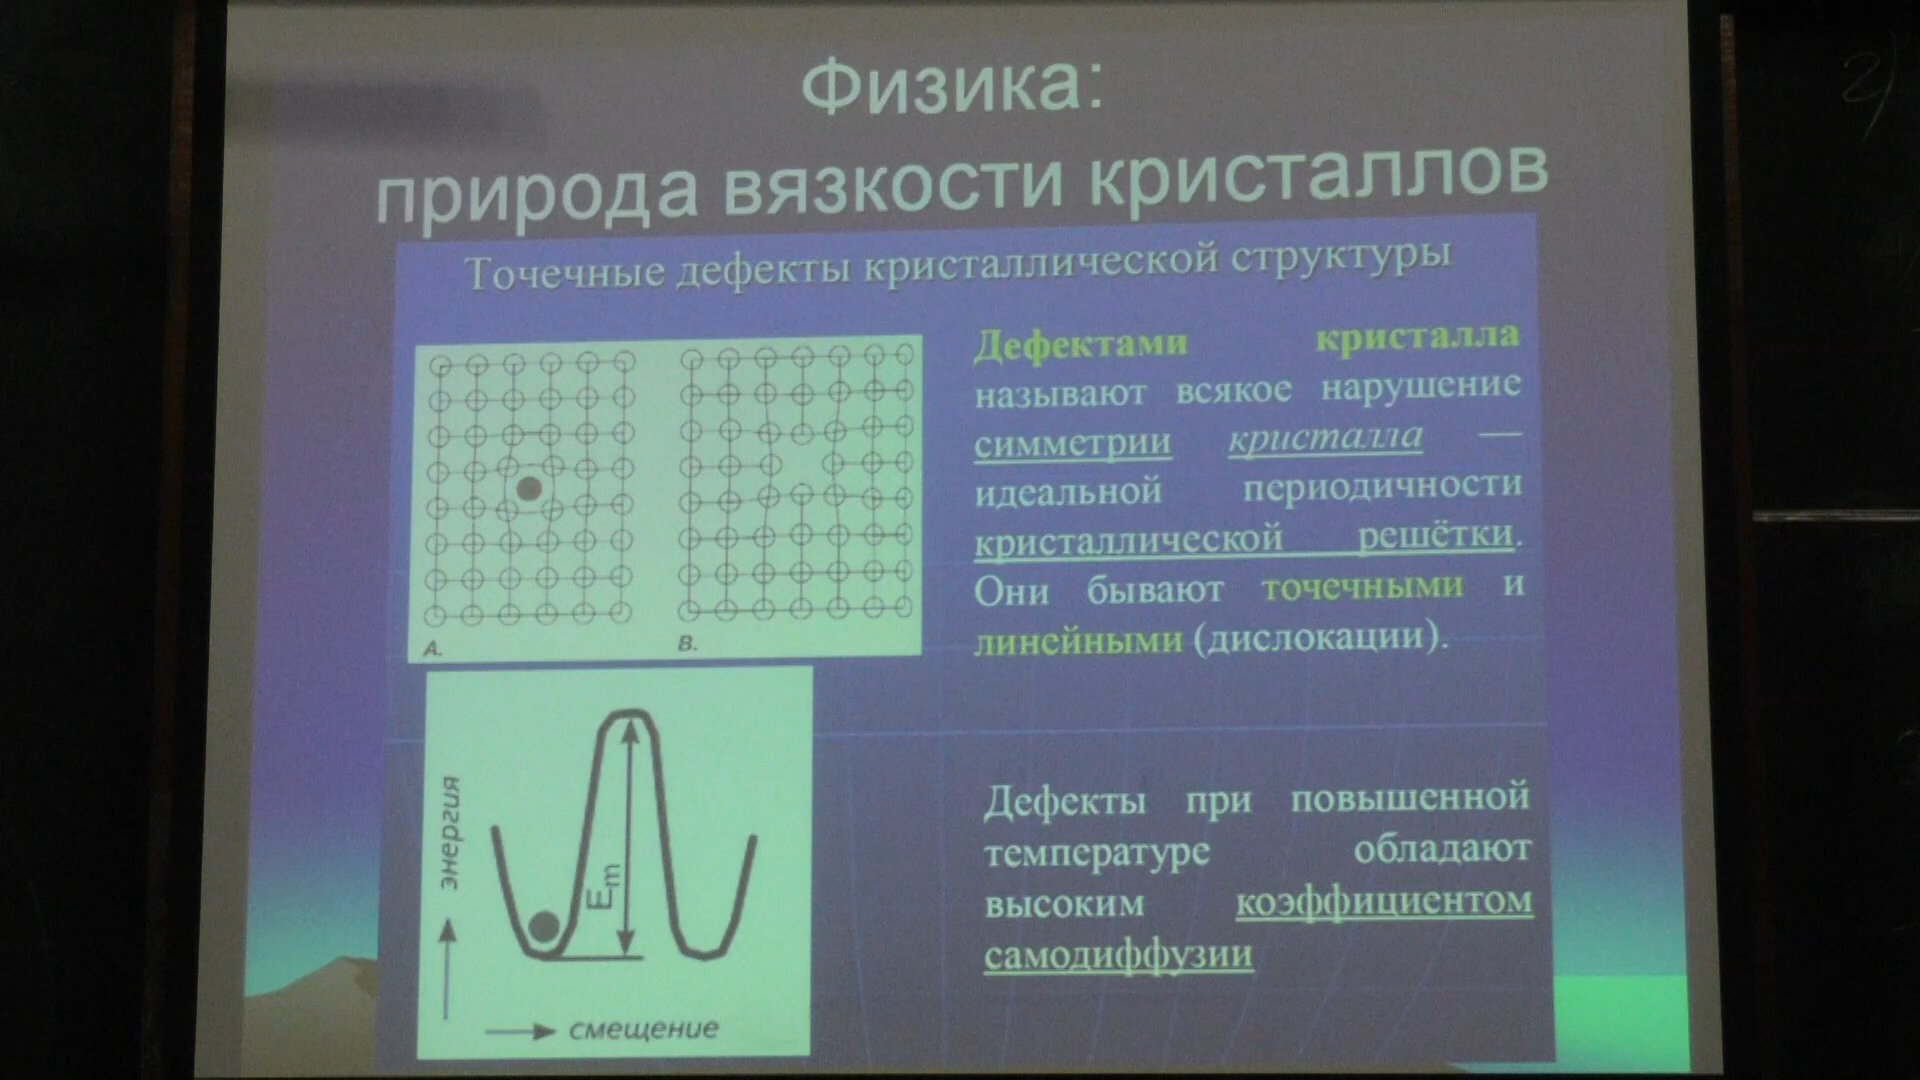 Физика:
природа вязкости кристаллов
Точечные дефекты кристаллической структуры
Дефектами кристалла
называют всякое нарушение
симметрии кристалла —
идеальной периодичности
кристаллической решётки.
Они бывают точечными и
линейными (дислокации).
А.
В.
энергия
Em
смещение
Дефекты при повышенной
температуре обладают
высоким коэффициентом
самодиффузии
2)